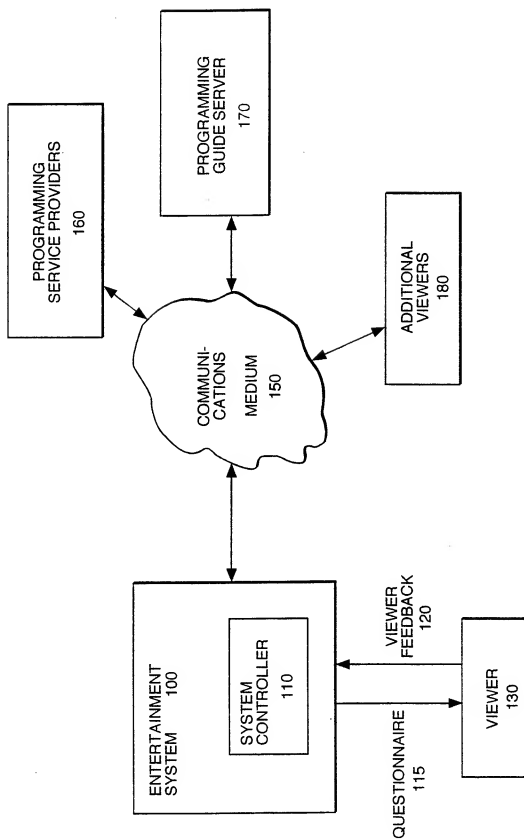 PROGRAMMING
SERVICE PROVIDERS
160
PROGRAMMING
GUIDE SERVER
170
COMMUNI-
CATIONS
MEDIUM
150
ADDITIONAL
VIEWERS
180
ENTERTAINMENT
SYSTEM 100
SYSTEM
CONTROLLER
110
QUESTIONNAIRE
115
VIEWER
FEEDBACK
120
VIEWER
130